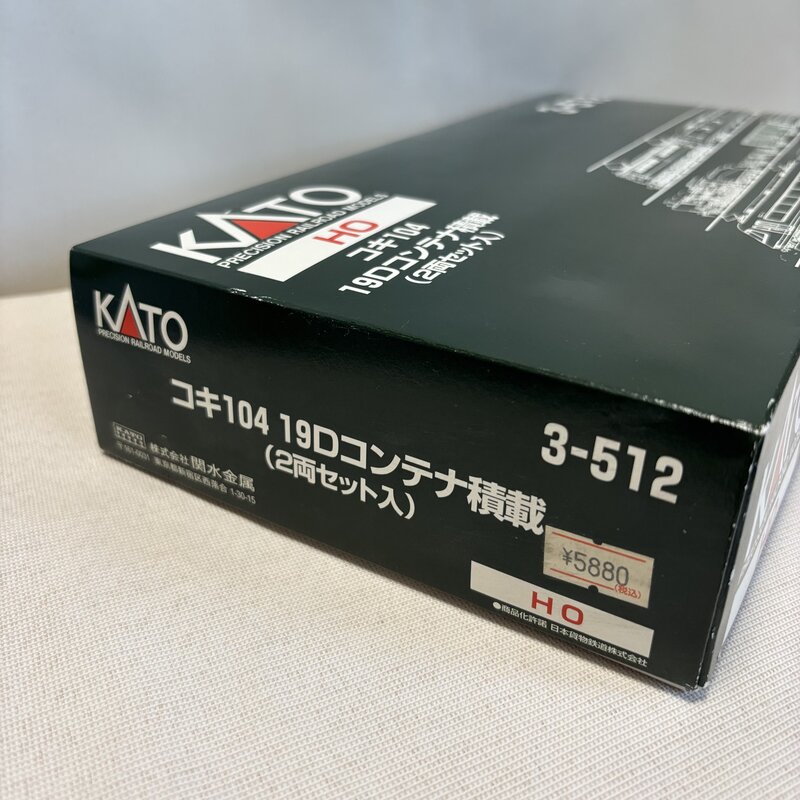 KATO
PRECISION RAILROAD MODELS
HO
コキ104
19Dコンテナ積載
(2両セット入)
KATO
PRECISION RAILROAD MODELS
コキ104 19Dコンテナ積載
(2両セット入)
3-512
KATO
株式会社 関水金属
〒161-0031
東京都新宿区西落合 1-30-15
¥5880
(税込)
HO
●商品化許諾 日本貨物鉄道株式会社